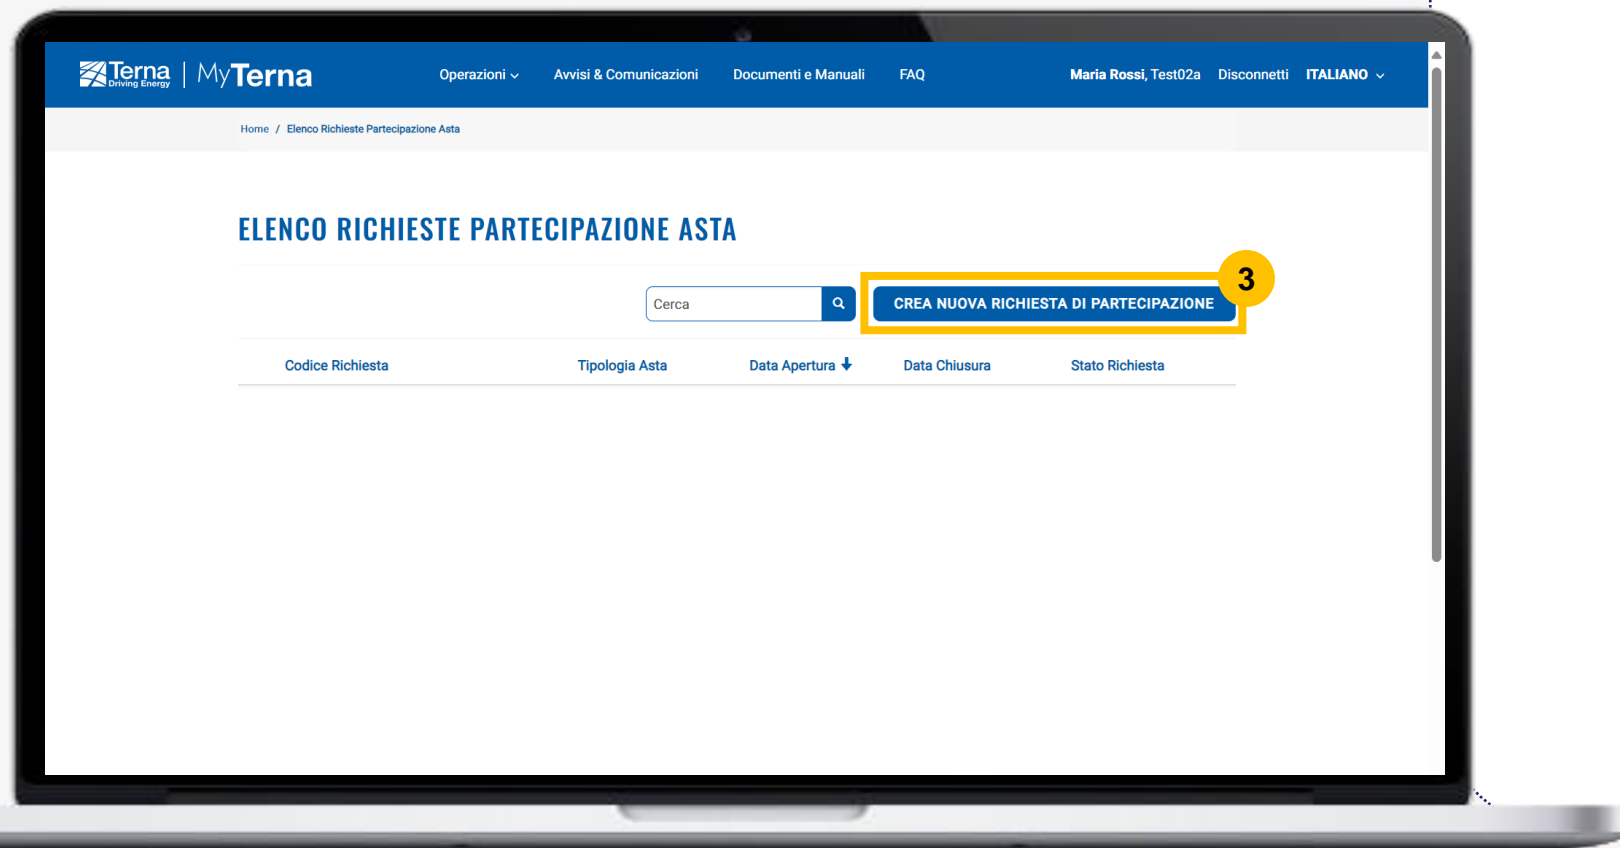 Terna
Driving Energy
MyTerna
Operazioni
Avvisi & Comunicazioni
Documenti e Manuali
FAQ
Maria Rossi, Test02a
Disconnetti
ITALIANO
Home / Elenco Richieste Partecipazione Asta
ELENCO RICHIESTE PARTECIPAZIONE ASTA
3
Cerca
CREA NUOVA RICHIESTA DI PARTECIPAZIONE
Codice Richiesta
Tipologia Asta
Data Apertura
Data Chiusura
Stato Richiesta